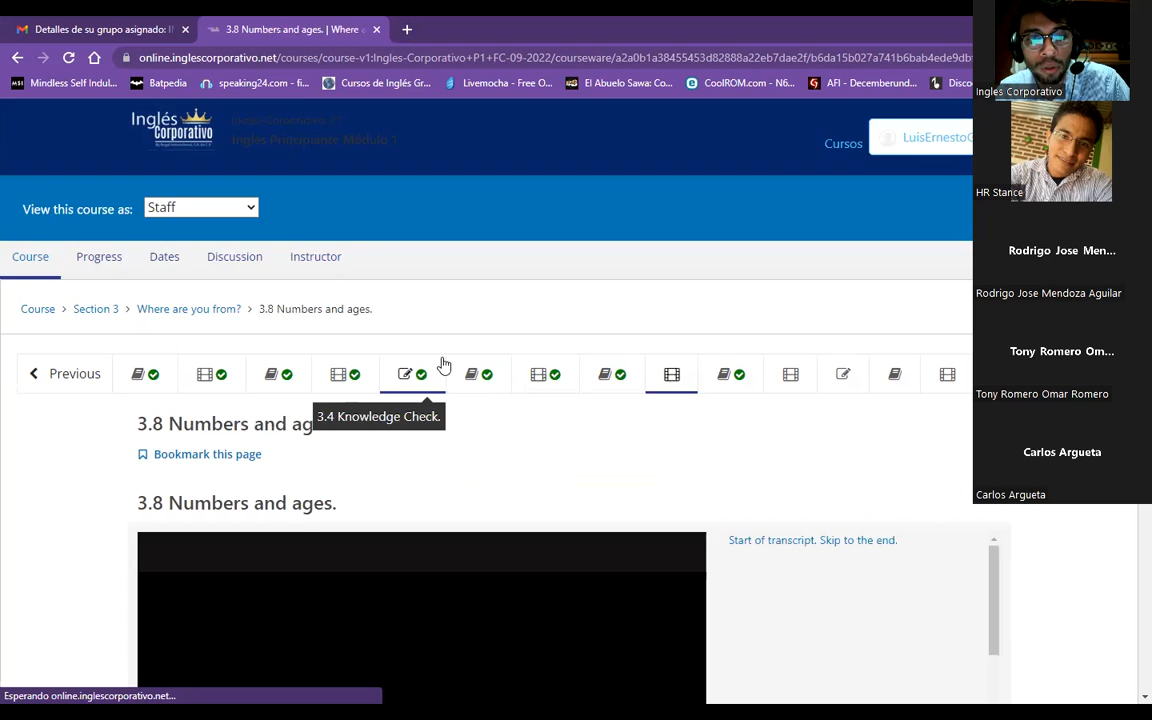 Detalles de su grupo asignado: I
3.8 Numbers and ages. | Where
online.inglescorporativo.net/courses/course-v1:Ingles-Corporativo+P1+FC-09-2022/courseware/a2a0b1a38455453d82888a22eb7dae2f/b6da15b027a741b6bab4ede9db
Mindless Self Indul...
Batpedia
speaking24.com - fi...
Cursos de Inglés Gr...
Livemocha - Free O...
El Abuelo Sawa: Co...
CoolROM.com - N6...
AFI - Decemberund...
Disco
Inglés
Corporativo
Inglés Principiante Módulo 1
Cursos
LuisErnestoG
View this course as:
Staff
Course
Progress
Dates
Discussion
Instructor
Course > Section 3 > Where are you from? > 3.8 Numbers and ages.
Previous
3.4 Knowledge Check.
3.8 Numbers and ag
Bookmark this page
3.8 Numbers and ages.
Start of transcript. Skip to the end.
Esperando online.inglescorporativo.net...
Ingles Corporativo
HR Stance
Rodrigo Jose Men...
Rodrigo Jose Mendoza Aguilar
Tony Romero Om...
Tony Romero Omar Romero
Carlos Argueta
Carlos Argueta